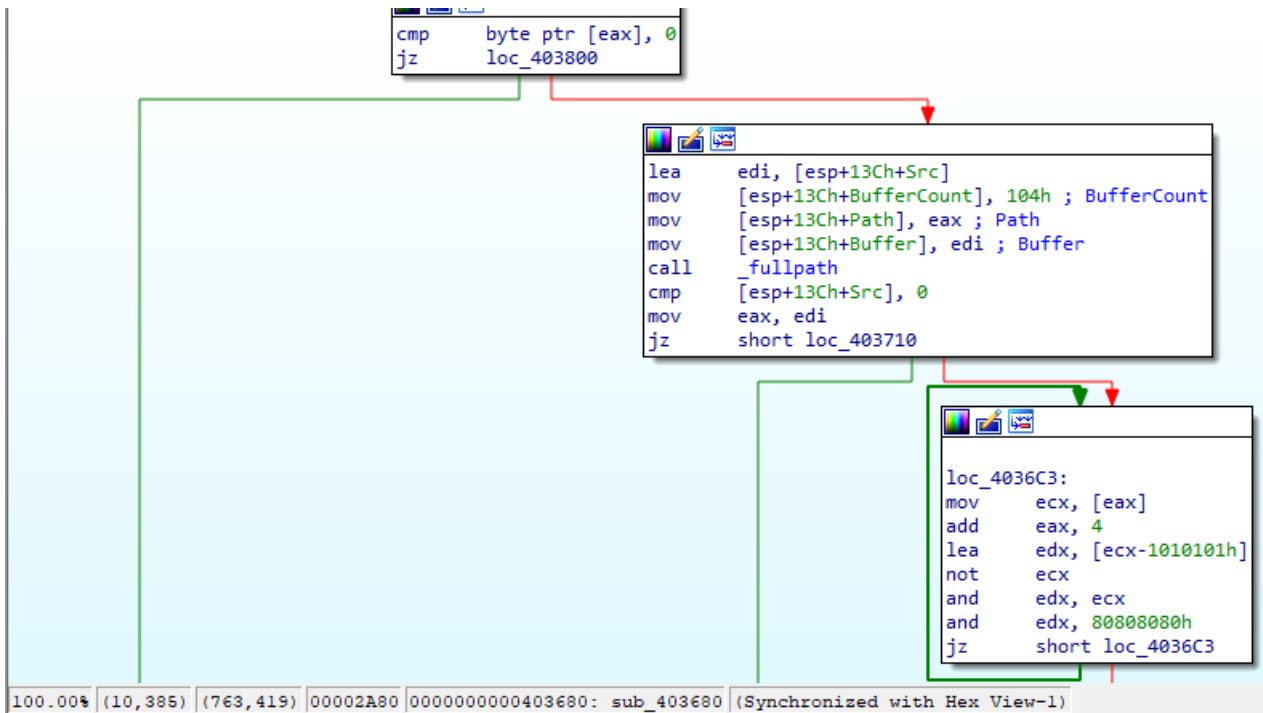 cmp byte ptr [eax], 0
jz loc_403800
lea edi, [esp+13Ch+Src]
mov [esp+13Ch+BufferCount], 104h ; BufferCount
mov [esp+13Ch+Path], eax ; Path
mov [esp+13Ch+Buffer], edi ; Buffer
call _fullpath
cmp [esp+13Ch+Src], 0
mov eax, edi
jz short loc_403710
loc_4036C3:
mov ecx, [eax]
add eax, 4
lea edx, [ecx-1010101h]
not ecx
and edx, ecx
and edx, 80808080h
jz short loc_4036C3
100.00% (10,385) (763,419) 00002A80 0000000000403680: sub_403680 (Synchronized with Hex View-1)